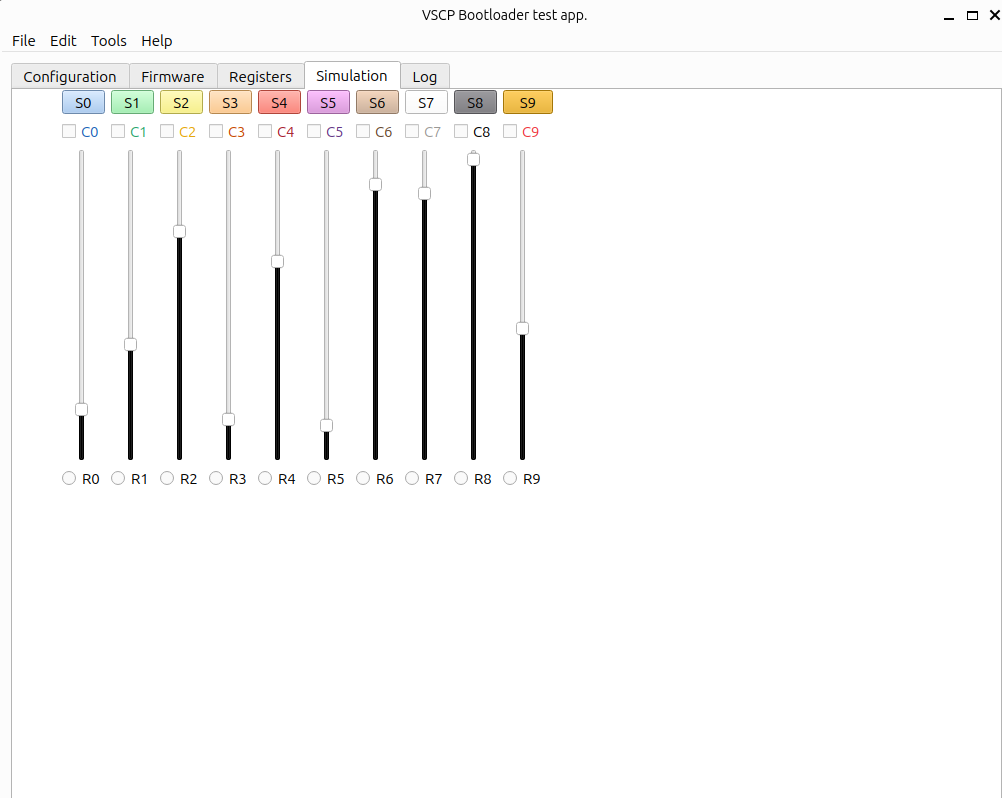 VSCP Bootloader test app.
File Edit Tools Help
Configuration Firmware Registers Simulation Log
S0 S1 S2 S3 S4 S5 S6 S7 S8 S9
C0 C1 C2 C3 C4 C5 C6 C7 C8 C9
R0 R1 R2 R3 R4 R5 R6 R7 R8 R9